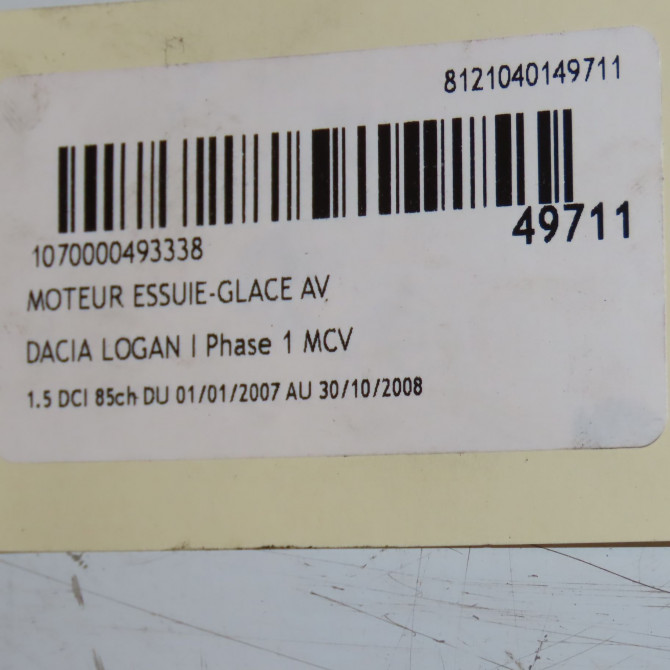 8121040149711
49711
1070000493338
MOTEUR ESSUIE-GLACE AV.
DACIA LOGAN I Phase 1 MCV
1.5 DCI 85ch DU 01/01/2007 AU 30/10/2008